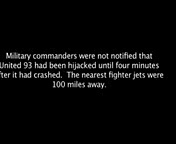 Military commanders were not notified that
United 93 had been hijacked until four minutes
after it had crashed. The nearest fighter jets were
100 miles away.